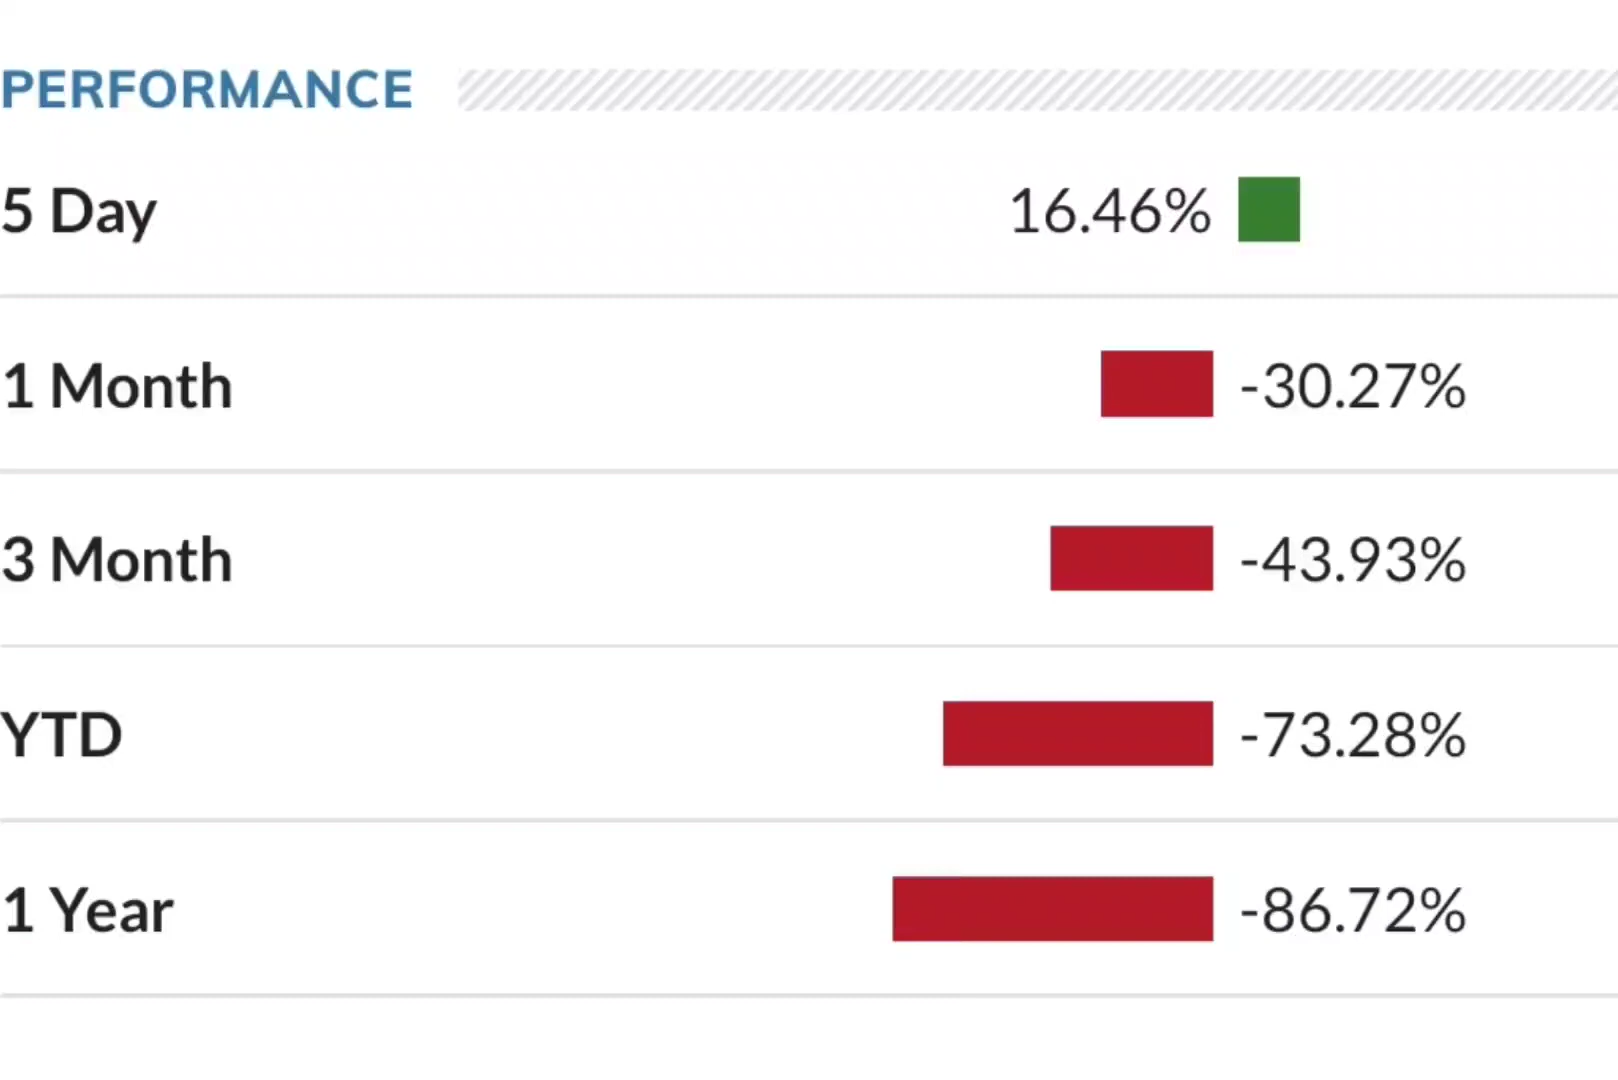 PERFORMANCE
5 Day 16.46%
1 Month -30.27%
3 Month -43.93%
YTD -73.28%
1 Year -86.72%